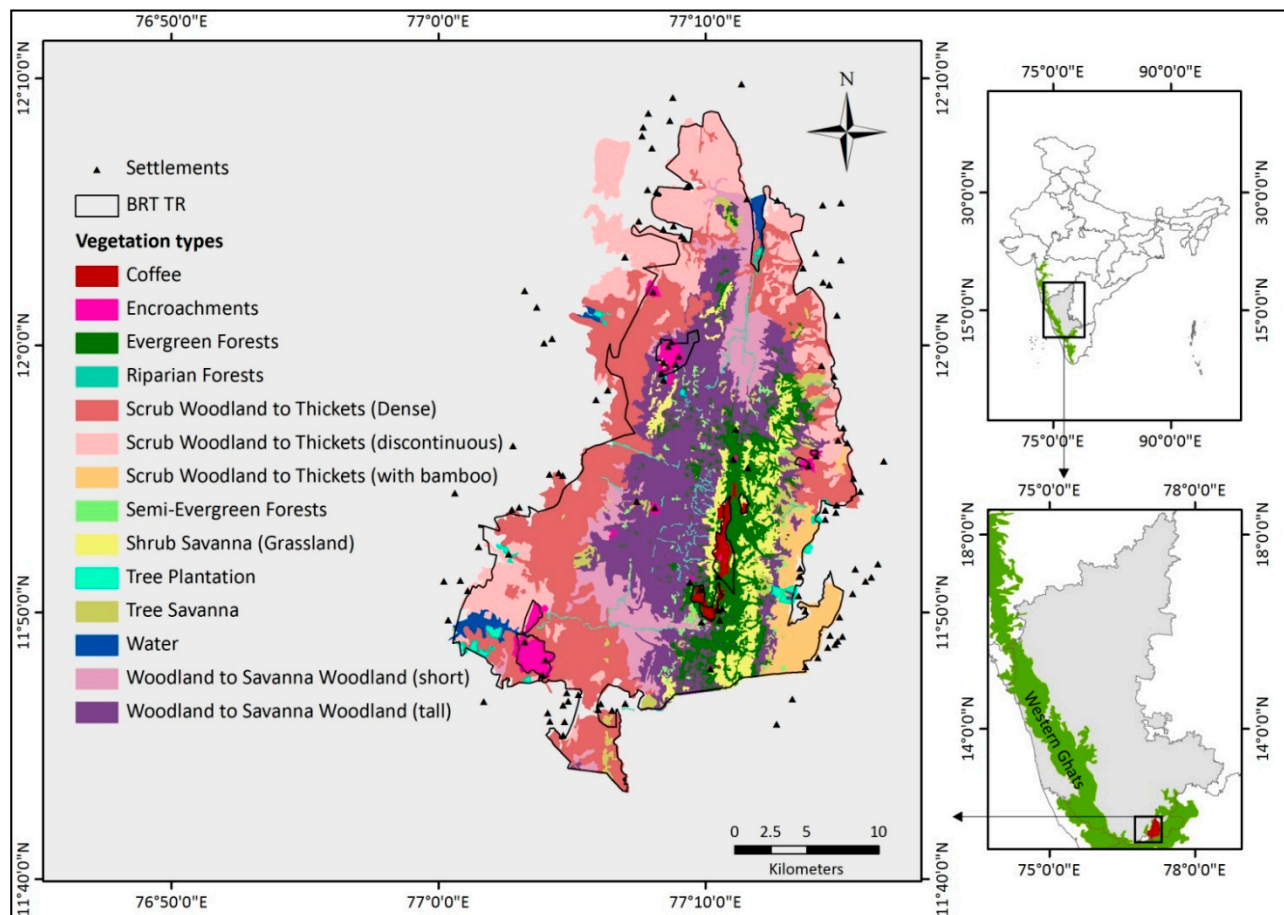 76°50'0"E 77°0'0"E 77°10'0"E
12°10'0"N
12°0'0"N
11°50'0"N
11°40'0"N
N
Settlements
BRT TR
Vegetation types
Coffee
Encroachments
Evergreen Forests
Riparian Forests
Scrub Woodland to Thickets (Dense)
Scrub Woodland to Thickets (discontinuous)
Scrub Woodland to Thickets (with bamboo)
Semi-Evergreen Forests
Shrub Savanna (Grassland)
Tree Plantation
Tree Savanna
Water
Woodland to Savanna Woodland (short)
Woodland to Savanna Woodland (tall)
0 2.5 5 10
Kilometers
12°10'0"N
12°0'0"N
11°50'0"N
11°40'0"N
76°50'0"E 77°0'0"E 77°10'0"E
75°0'0"E 90°0'0"E
30°0'0"N
15°0'0"N
30°0'0"N
15°0'0"N
75°0'0"E 90°0'0"E
75°0'0"E 78°0'0"E
18°0'0"N
14°0'0"N
Western Ghats
18°0'0"N
14°0'0"N
75°0'0"E 78°0'0"E